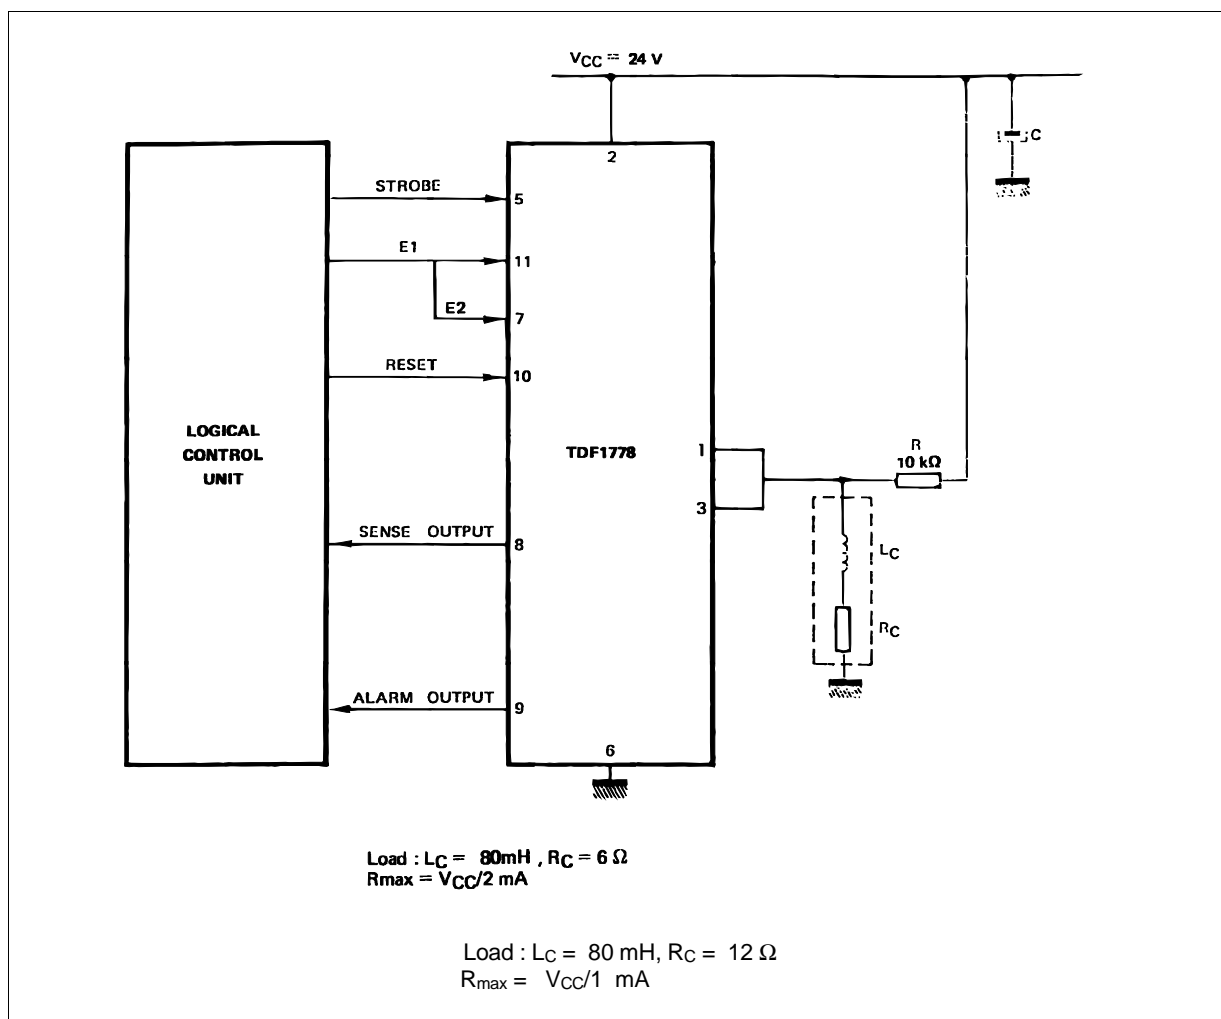 VCC = 24 V
2
C
STROBE
5
E1
11
E2
7
RESET
10
LOGICAL
CONTROL
UNIT
TDF1778
1
R
10 kΩ
3
SENSE OUTPUT
8
LC
RC
ALARM OUTPUT
9
6
Load : LC = 80mH , RC = 6 Ω
Rmax = VCC/2 mA
Load : LC = 80 mH, RC = 12 Ω
Rmax = VCC/1 mA